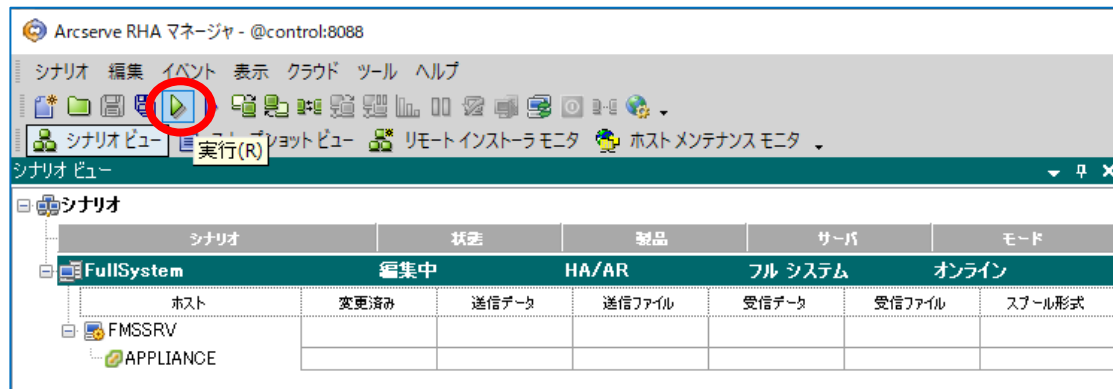 Arcserve RHA マネージャ - @control:8088
シナリオ 編集 イベント 表示 クラウド ツール ヘルプ
シナリオ ビュー ショット ビュー リモート インストーラ モニタ ホスト メンテナンス モニタ
実行(R)
シナリオ ビュー
シナリオ
シナリオ 状態 製品 サーバ モード
FullSystem 編集中 HA/AR フル システム オンライン
ホスト 変更済み 送信データ 送信ファイル 受信データ 受信ファイル スプール形式
FMSSRV
APPLIANCE